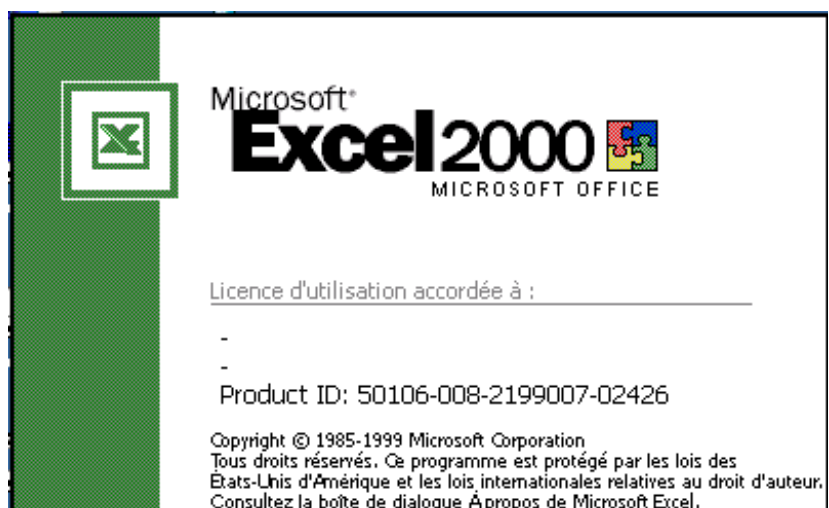 Microsoft®
Excel 2000
MICROSOFT OFFICE
Licence d'utilisation accordée à :
-
-
Product ID: 50106-008-2199007-02426
Copyright © 1985-1999 Microsoft Corporation
Tous droits réservés. Ce programme est protégé par les lois des
États-Unis d'Amérique et les lois internationales relatives au droit d'auteur.
Consultez la boîte de dialogue À propos de Microsoft Excel.